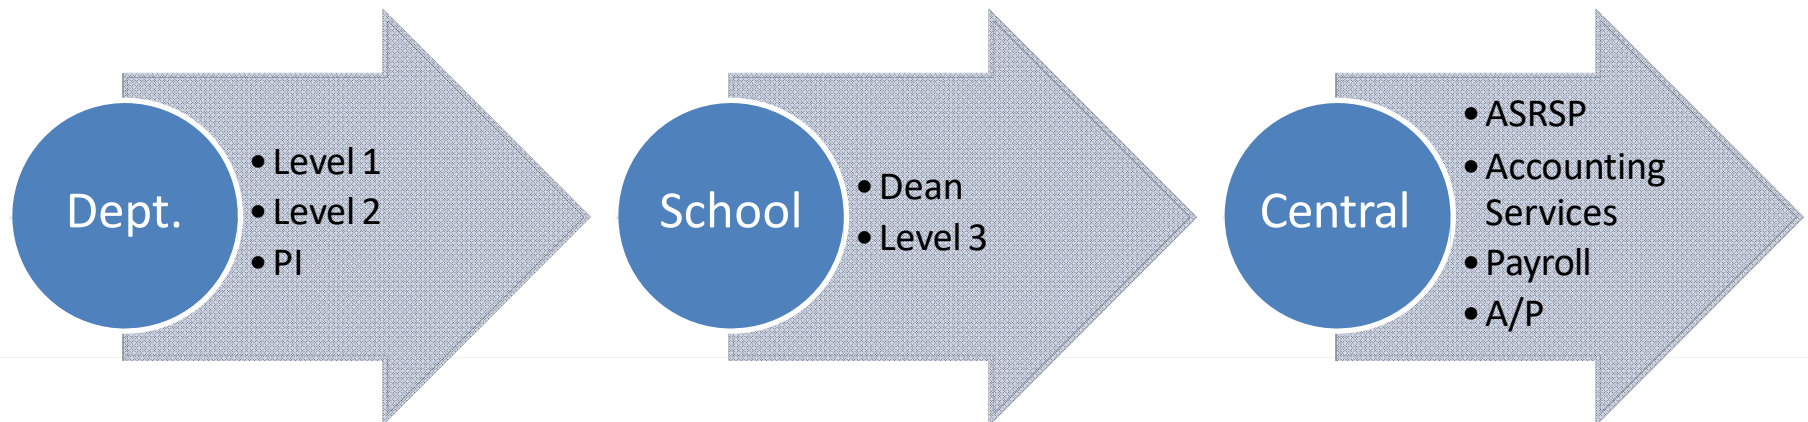 Dept.
• Level 1
• Level 2
• PI
School
• Dean
• Level 3
Central
• ASRSP
• Accounting
Services
• Payroll
• A/P